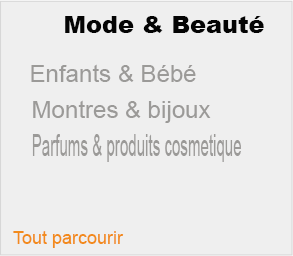 Mode & Beauté
Enfants & Bébé
Montres & bijoux
Parfums & produits cosmetique
Tout parcourir